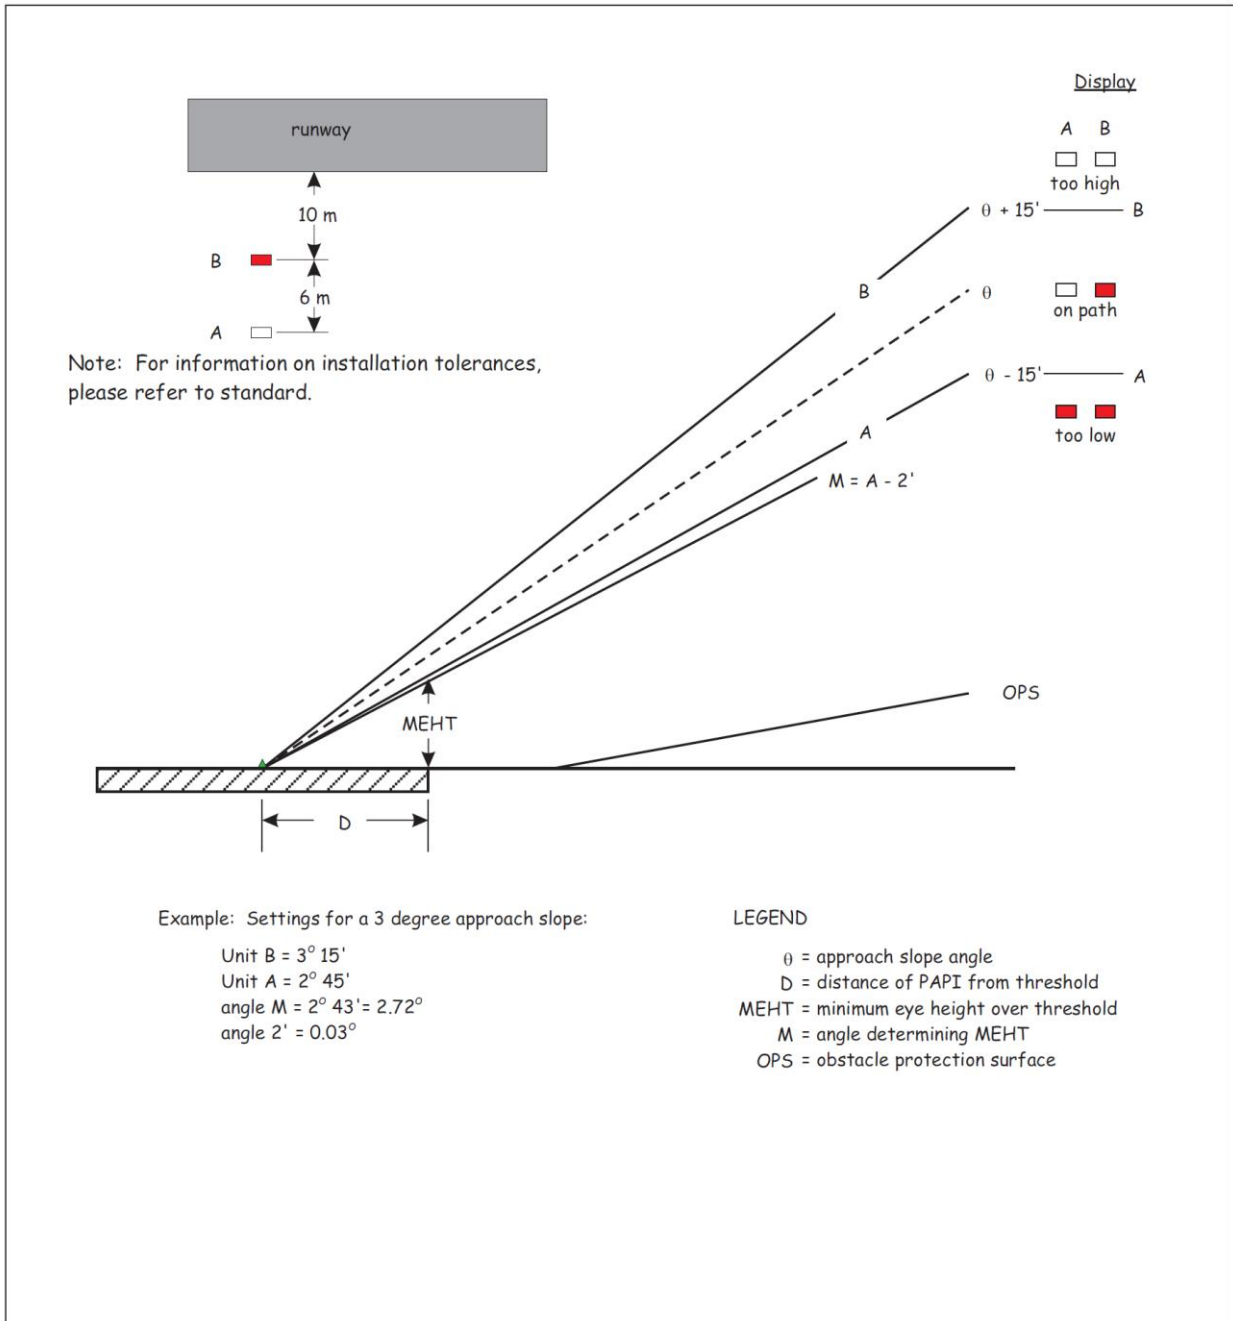 Display
A B
too high
runway
10 m
B
6 m
A
Note: For information on installation tolerances,
please refer to standard.
θ + 15' B
B
θ
on path
θ - 15' A
too low
A
M = A - 2'
OPS
MEHT
D
Example: Settings for a 3 degree approach slope:
Unit B = 3° 15'
Unit A = 2° 45'
angle M = 2° 43'= 2.72°
angle 2' = 0.03°
LEGEND
θ = approach slope angle
D = distance of PAPI from threshold
MEHT = minimum eye height over threshold
M = angle determining MEHT
OPS = obstacle protection surface